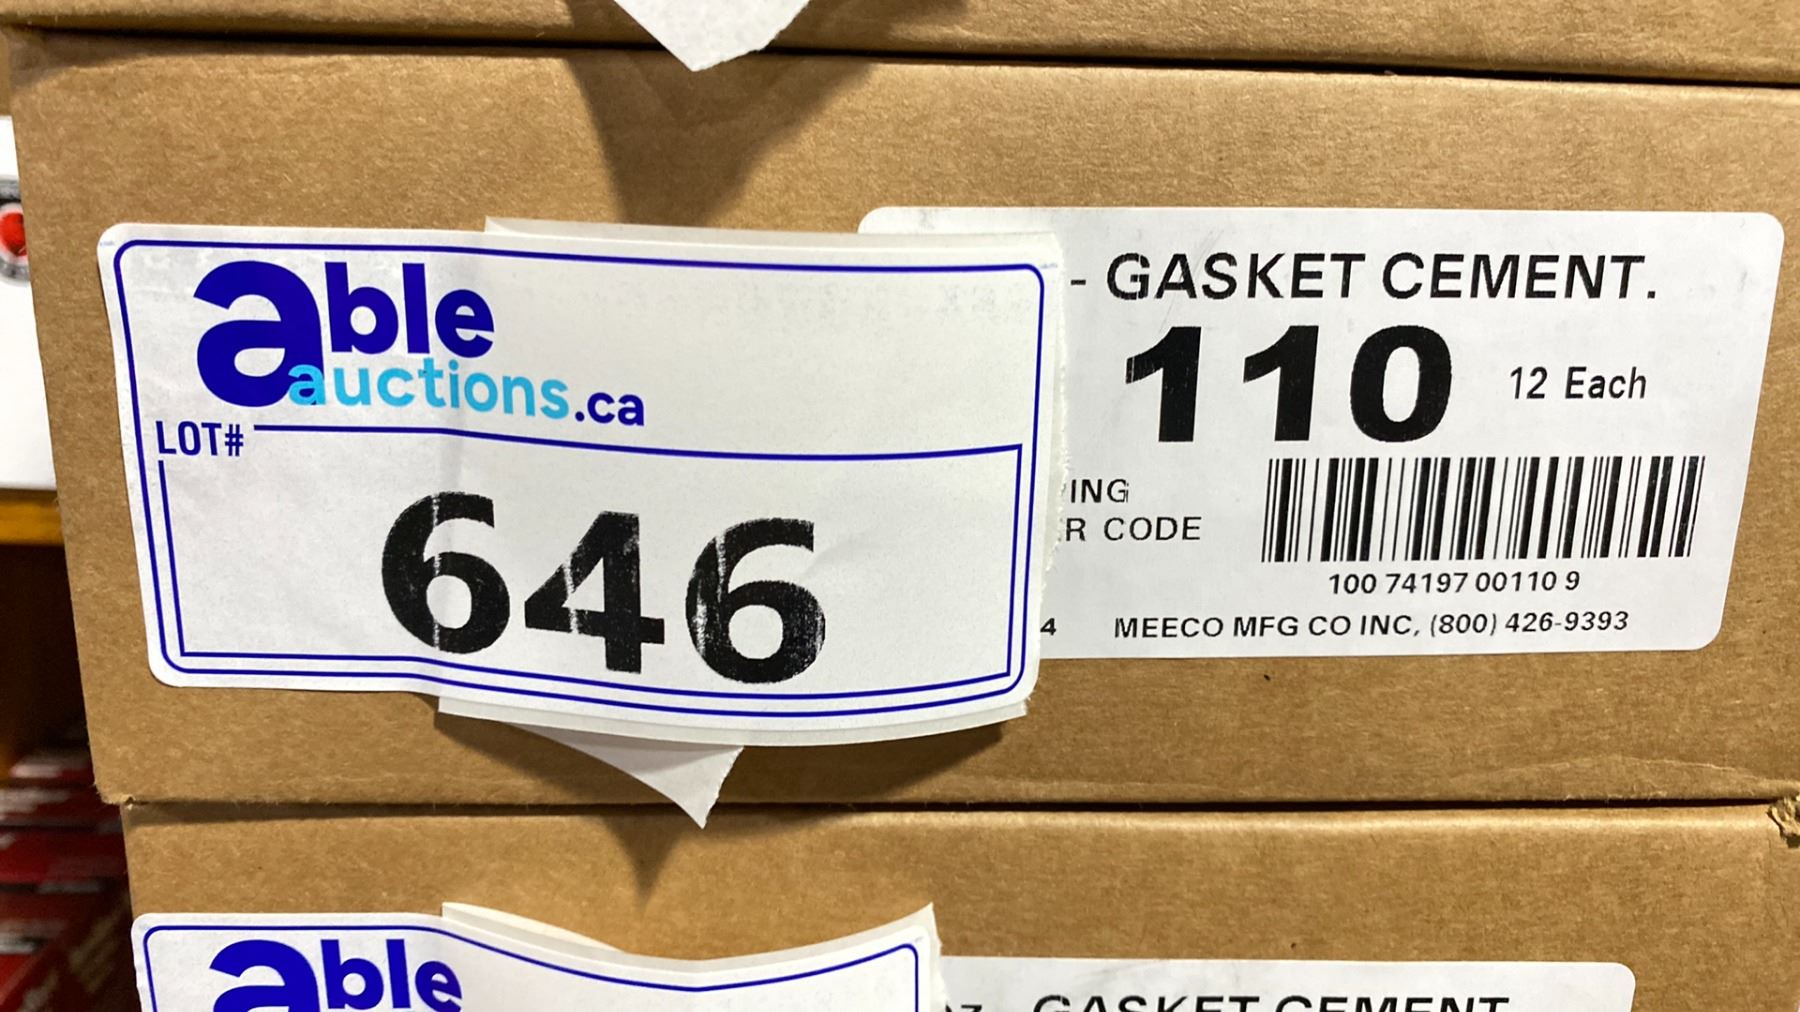 able
auctions.ca
LOT#
646
- GASKET CEMENT.
110 12 Each
ING
R CODE
100 74197 00110 9
4 MEECO MFG CO INC, (800) 426-9393
able
GASKET CEMENT